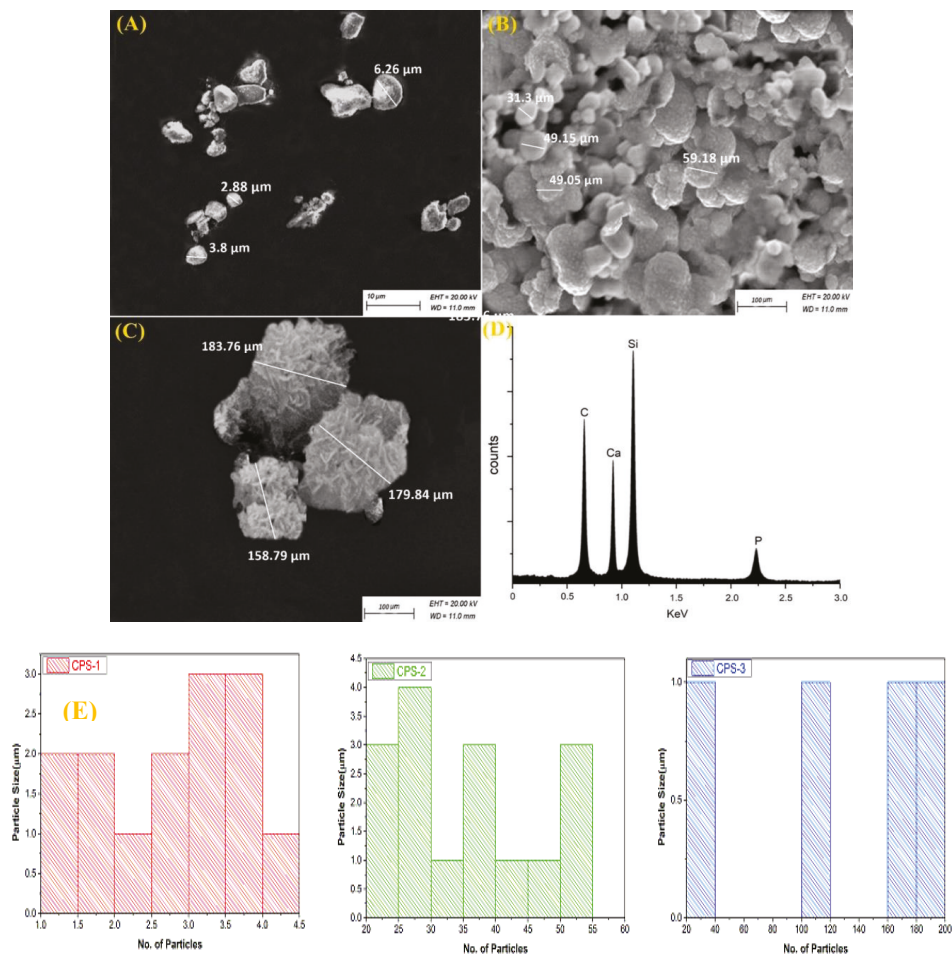 (A)
6.26 µm
2.88 µm
3.8 µm
10 µm
EHT = 20.00 kV
WD = 11.0 mm
(B)
31.3 µm
49.15 µm
59.18 µm
49.05 µm
100 µm
EHT = 20.00 kV
WD = 11.0 mm
(C)
183.76 µm
179.84 µm
158.79 µm
100 µm
EHT = 20.00 kV
WD = 11.0 mm
(D)
counts
C
Ca
Si
P
0
0.5
1.0
1.5
2.0
2.5
3.0
KeV
(E)
CPS-1
Particle Size(µm)
3.0
2.5
2.0
1.5
1.0
0.5
0.0
1.0 1.5 2.0 2.5 3.0 3.5 4.0 4.5
No. of Particles
CPS-2
Particle Size(µm)
4.5
4.0
3.5
3.0
2.5
2.0
1.5
1.0
0.5
0.0
20 25 30 35 40 45 50 55 60
No. of Particles
CPS-3
Particle Size(µm)
1.0
0.5
0.0
20 40 60 80 100 120 140 160 180 200
No. of Particles